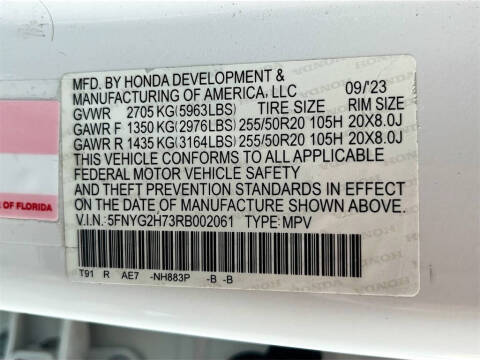 MFD. BY HONDA DEVELOPMENT &
MANUFACTURING OF AMERICA, LLC 09/'23
GVWR 2705 KG(5963LBS) TIRE SIZE RIM SIZE
GAWR F 1350 KG(2976LBS) 255/50R20 105H 20X8.0J
GAWR R 1435 KG(3164LBS) 255/50R20 105H 20X8.0J
THIS VEHICLE CONFORMS TO ALL APPLICABLE
FEDERAL MOTOR VEHICLE SAFETY
AND THEFT PREVENTION STANDARDS IN EFFECT
ON THE DATE OF MANUFACTURE SHOWN ABOVE.
V.I.N.: 5FNYG2H73RB002061 TYPE: MPV
T91 R AE7 -NH883P -B -B
E OF FLORIDA
HONDA